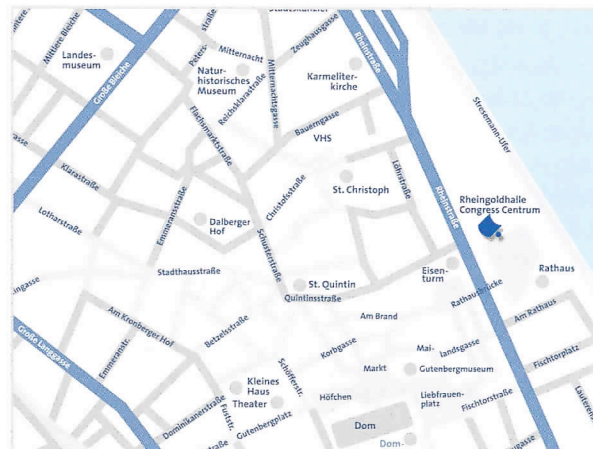 Mittlere Bleiche
Landes-
museum
Große Bleiche
Peters-
straße
Mitternacht
Zeughausgasse
Rheinstraße
Natur-
historisches
Museum
Reichsklarastraße
Mitternachtsgasse
Karmeliter-
kirche
Flachsmarktstraße
Bauerngasse
VHS
Stresemann-Ufer
Klarastraße
Lotharstraße
Emmeransstraße
Dalberger
Hof
Christofsstraße
Schusterstraße
St. Christoph
Löhrstraße
Rheinstraße
Rheingoldhalle
Congress Centrum
Stadthausstraße
St. Quintin
Quintinsstraße
Eisen-
turm
Rathausbrücke
Rathaus
Am Rathaus
Am Kronberger Hof
Betzelsstraße
Am Brand
Große Langgasse
Emmeranstr.
Korbgasse
Mai-
landsgasse
Markt
Gutenbergmuseum
Fischtorplatz
Schöfferstr.
Kleines
Haus
Theater
Höfchen
Liebfrauen-
platz
Fischtorstraße
Dominikanerstraße
Fuststr.
Gutenbergplatz
Dom
Dom-